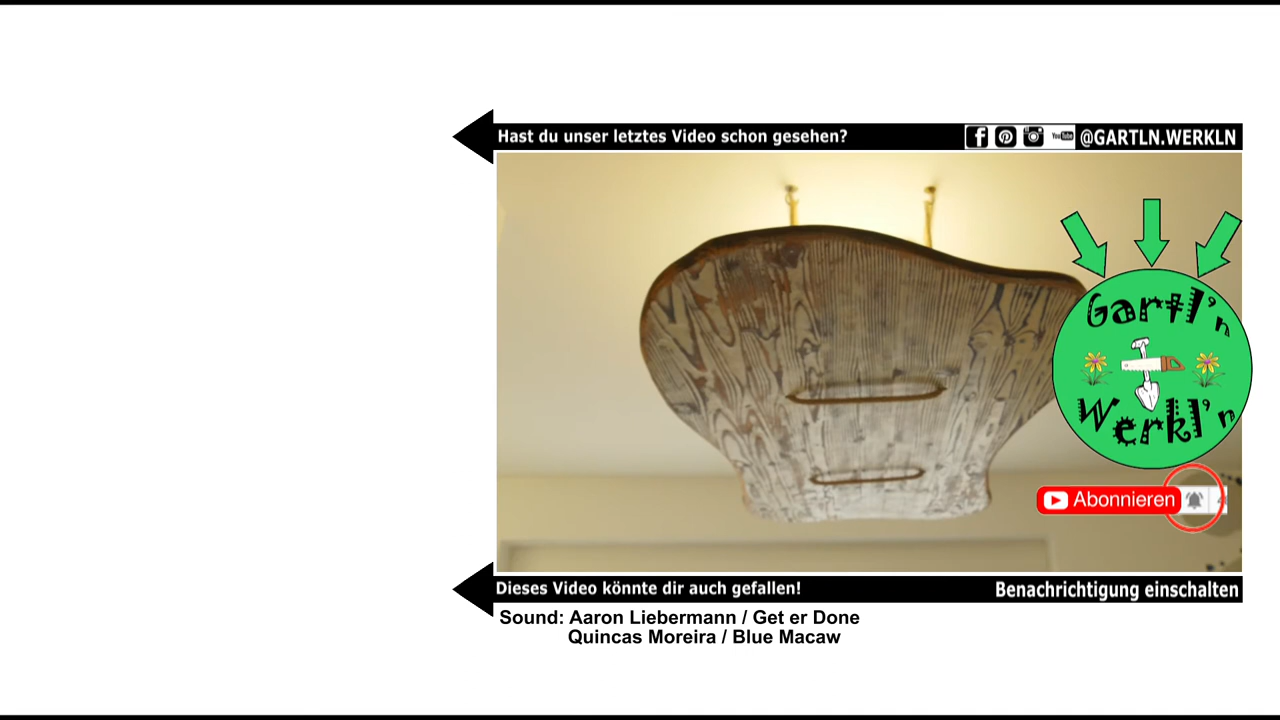 Hast du unser letztes Video schon gesehen?
@GARTLN.WERKLN
Gartl'n
Werkl'n
Abonnieren
Dieses Video könnte dir auch gefallen!
Benachrichtigung einschalten
Sound: Aaron Liebermann / Get er Done
Quincas Moreira / Blue Macaw